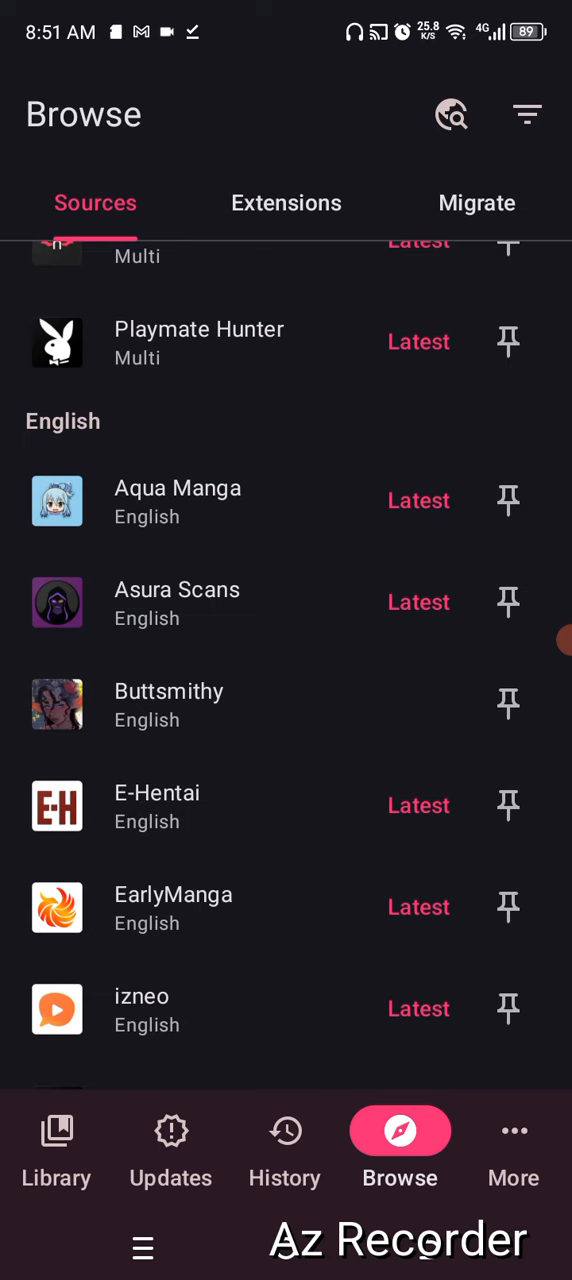 8:51 AM 25.8 K/S 4G 89
Browse
Sources Extensions Migrate
Latest
Multi
Playmate Hunter
Multi
Latest
English
Aqua Manga
English
Latest
Asura Scans
English
Latest
Buttsmithy
English
E-H
E-Hentai
English
Latest
EarlyManga
English
Latest
izneo
English
Latest
Library Updates History Browse More
Az Recorder